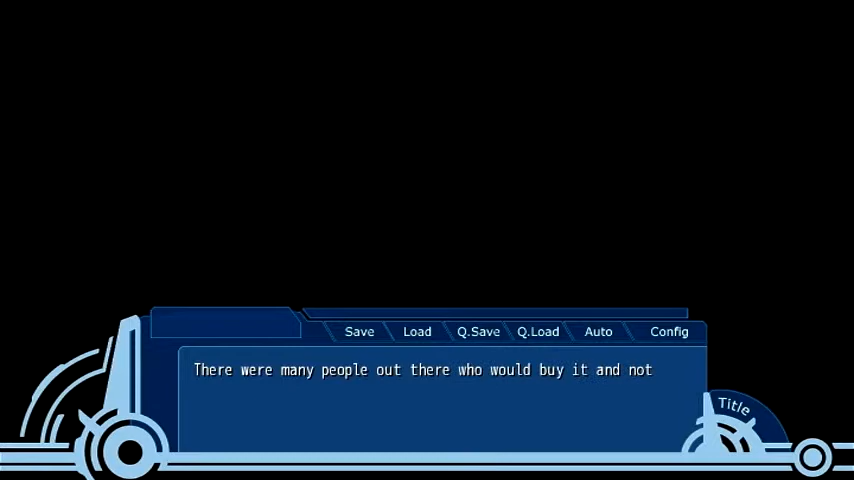 Save Load Q.Save Q.Load Auto Config
There were many people out there who would buy it and not
Title